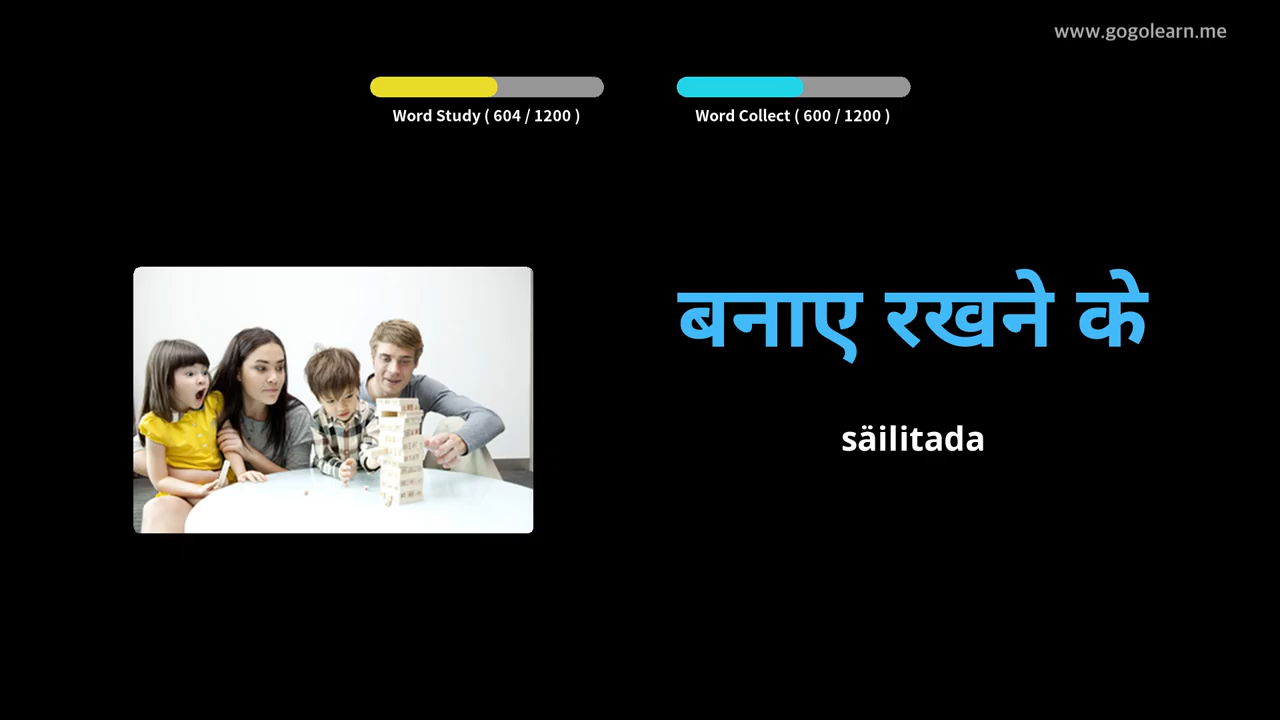 www.gogolearn.me
Word Study ( 604 / 1200 )
Word Collect ( 600 / 1200 )
बनाए रखने के
säilitada